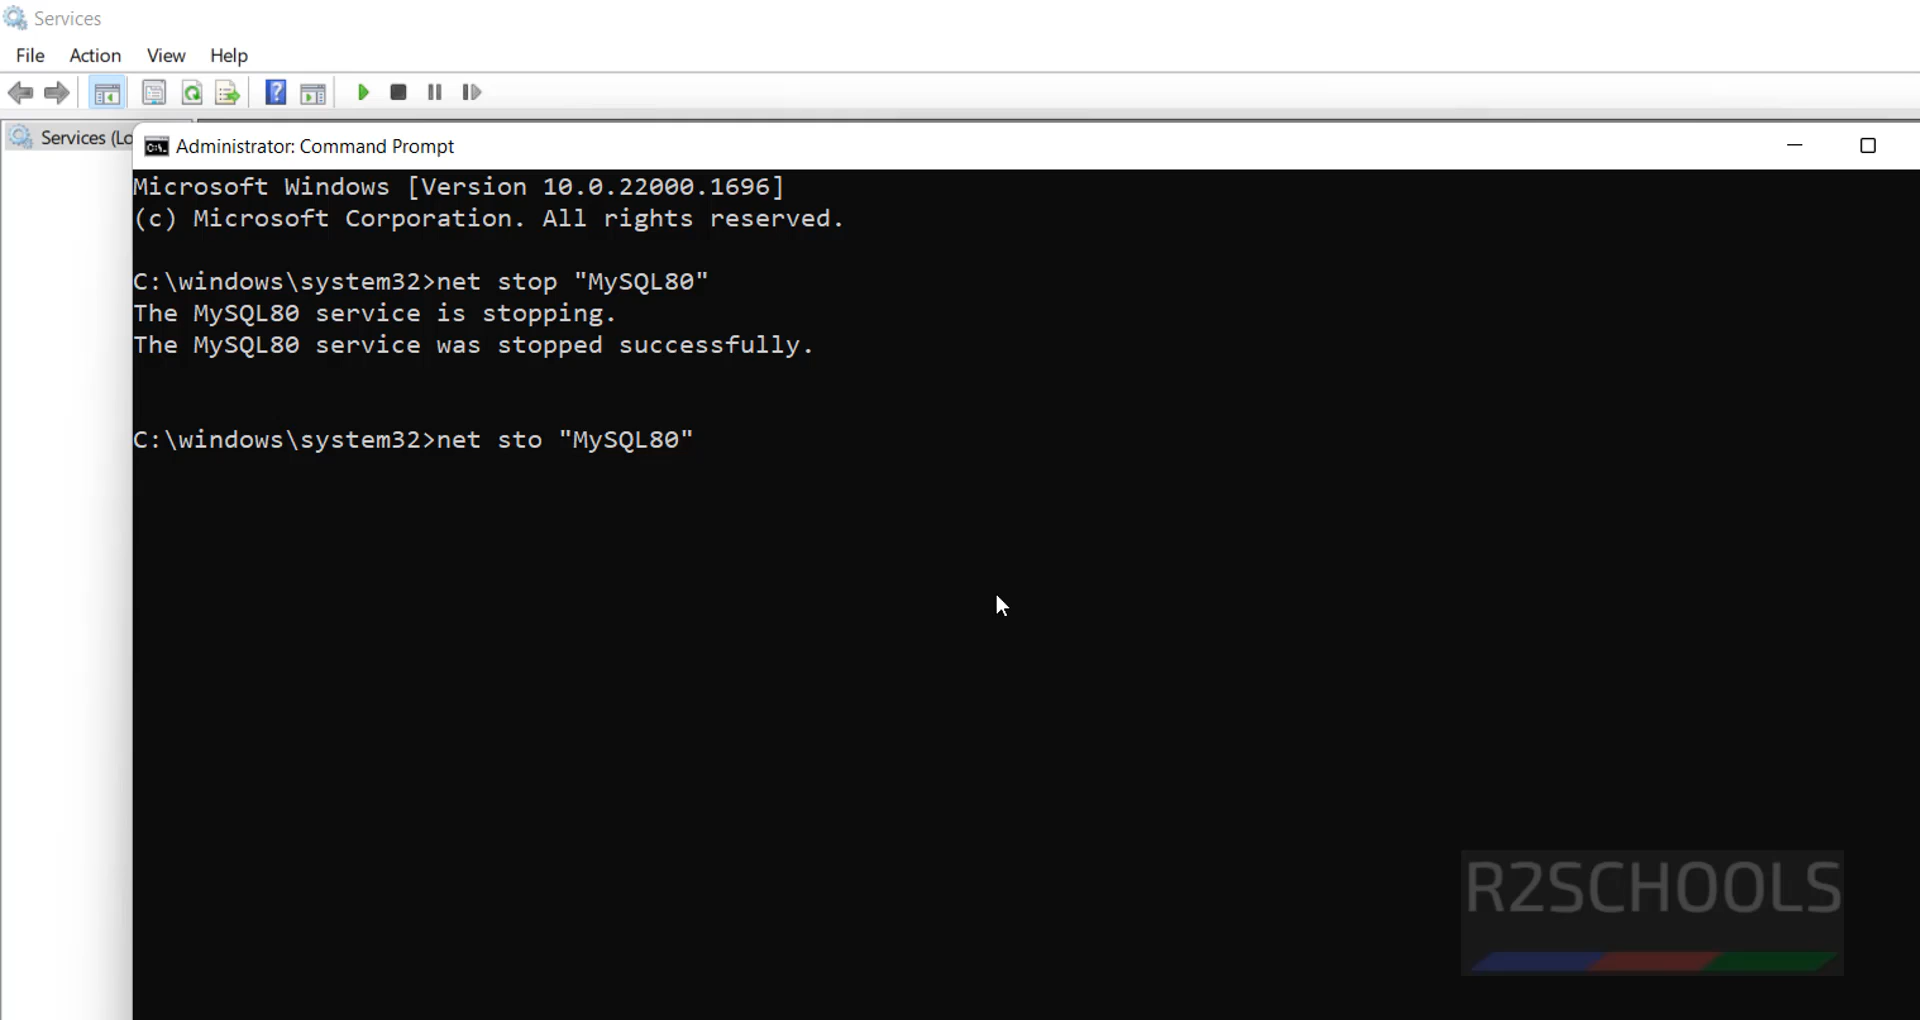 Services
File Action View Help
Services (Lo
Administrator: Command Prompt
Microsoft Windows [Version 10.0.22000.1696]
(c) Microsoft Corporation. All rights reserved.
C:\windows\system32>net stop "MySQL80"
The MySQL80 service is stopping.
The MySQL80 service was stopped successfully.
C:\windows\system32>net sto "MySQL80"
R2SCHOOLS